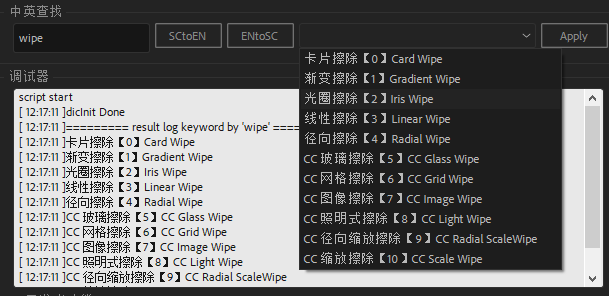 中英查找
wipe
SCtoEN
ENtoSC
Apply
卡片擦除【0】Card Wipe
渐变擦除【1】Gradient Wipe
光圈擦除【2】Iris Wipe
线性擦除【3】Linear Wipe
径向擦除【4】Radial Wipe
CC 玻璃擦除【5】CC Glass Wipe
CC 网格擦除【6】CC Grid Wipe
CC 图像擦除【7】CC Image Wipe
CC 照明式擦除【8】CC Light Wipe
CC 径向缩放擦除【9】CC Radial ScaleWipe
CC 缩放擦除【10】CC Scale Wipe
调试器
script start
[ 12:17:11 ]dicInit Done
[ 12:17:11 ]========= result log keyword by 'wipe' ====
[ 12:17:11 ]卡片擦除【0】Card Wipe
[ 12:17:11 ]渐变擦除【1】Gradient Wipe
[ 12:17:11 ]光圈擦除【2】Iris Wipe
[ 12:17:11 ]线性擦除【3】Linear Wipe
[ 12:17:11 ]径向擦除【4】Radial Wipe
[ 12:17:11 ]CC 玻璃擦除【5】CC Glass Wipe
[ 12:17:11 ]CC 网格擦除【6】CC Grid Wipe
[ 12:17:11 ]CC 图像擦除【7】CC Image Wipe
[ 12:17:11 ]CC 照明式擦除【8】CC Light Wipe
[ 12:17:11 ]CC 径向缩放擦除【9】CC Radial ScaleWipe